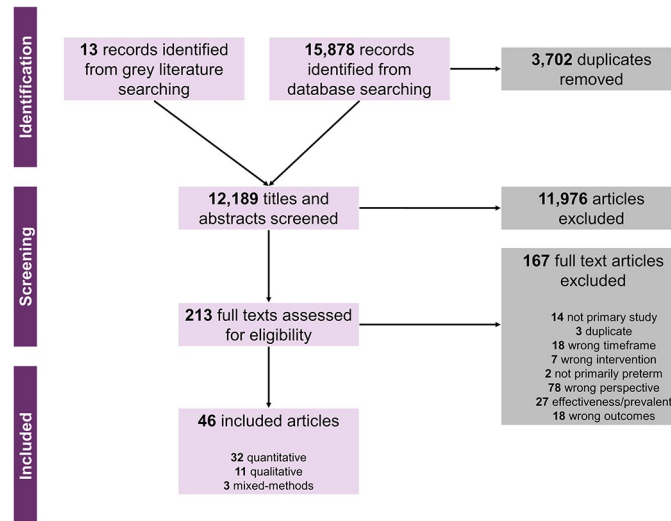 Identification
13 records identified
from grey literature
searching
15,878 records
identified from
database searching
3,702 duplicates
removed
Screening
12,189 titles and
abstracts screened
11,976 articles
excluded
213 full texts assessed
for eligibility
167 full text articles
excluded
14 not primary study
3 duplicate
18 wrong timeframe
7 wrong intervention
2 not primarily preterm
78 wrong perspective
27 effectiveness/prevalent
18 wrong outcomes
Included
46 included articles
32 quantitative
11 qualitative
3 mixed-methods